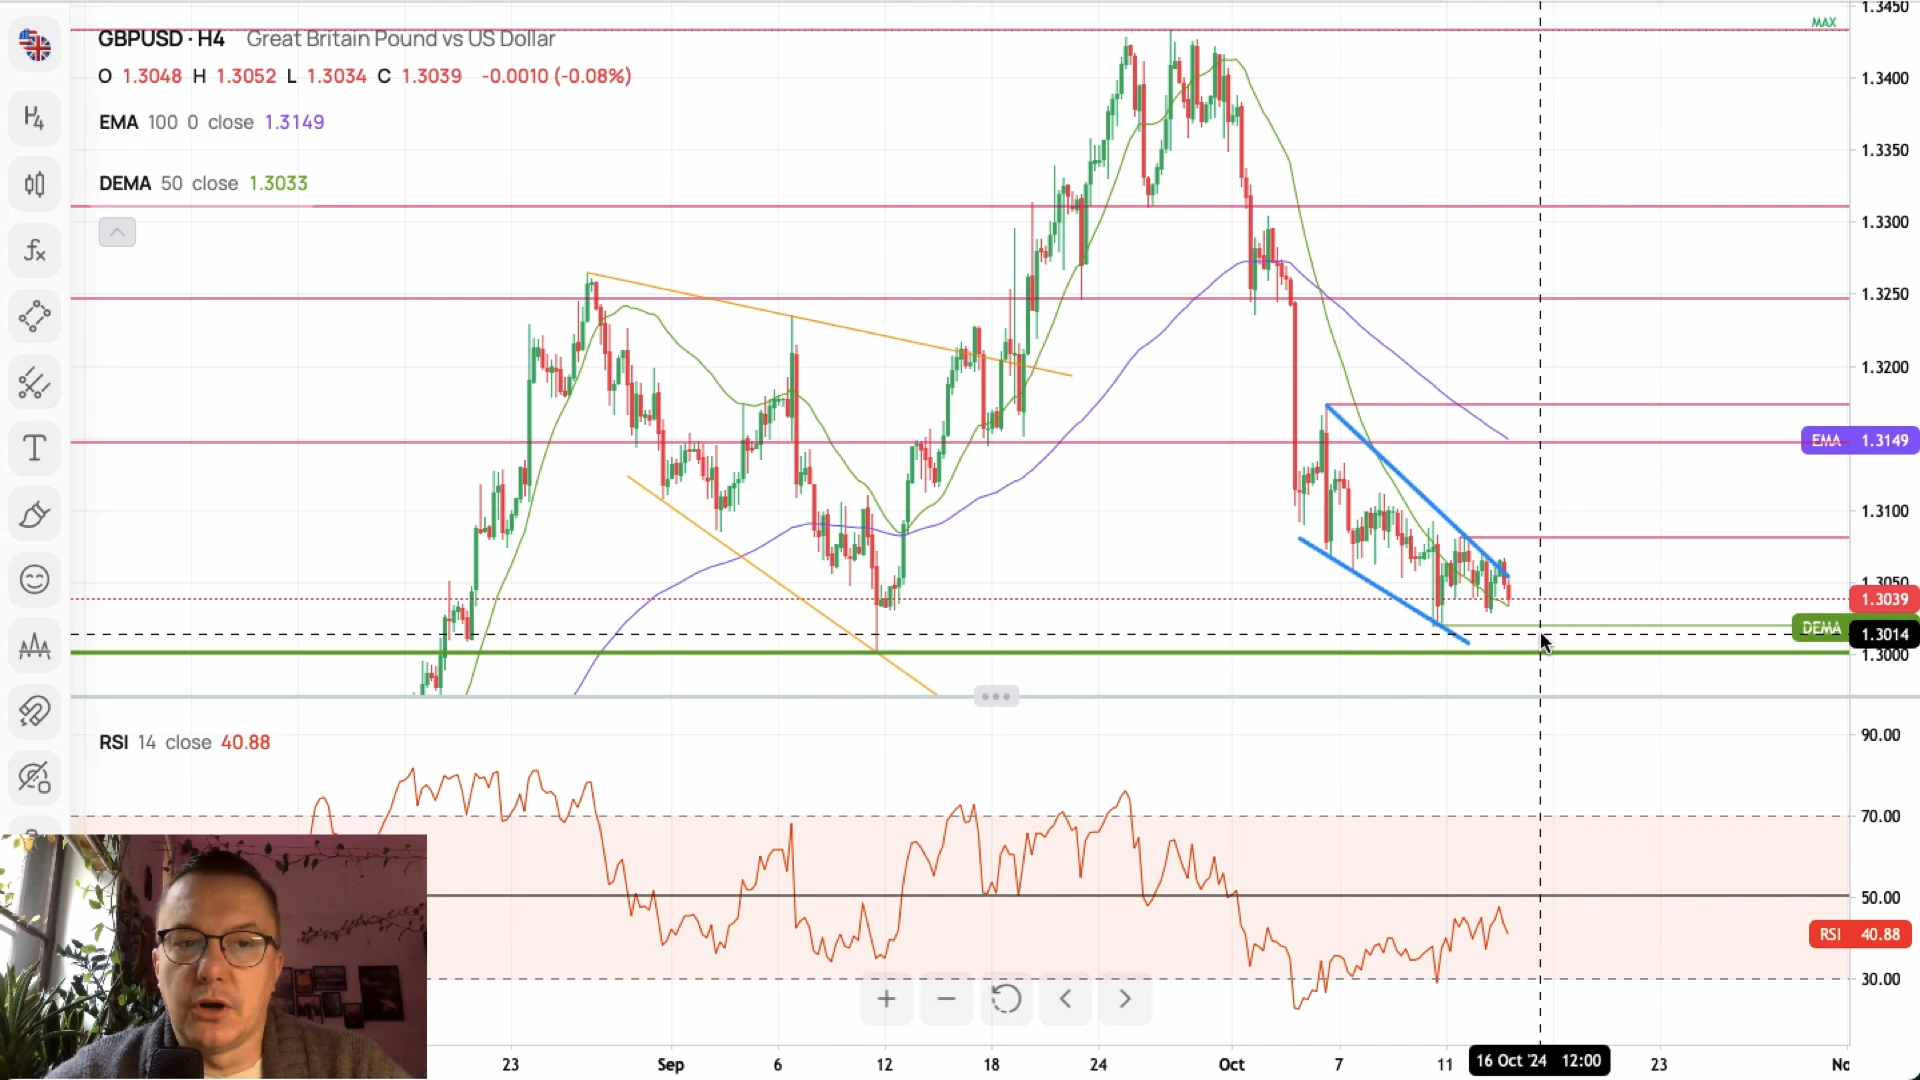 1.3450
MAX
GBPUSD · H4 Great Britain Pound vs US Dollar
O 1.3048 H 1.3052 L 1.3034 C 1.3039 -0.0010 (-0.08%)
1.3400
H4
EMA 100 0 close 1.3149
1.3350
DEMA 50 close 1.3033
1.3300
fx
1.3250
1.3200
EMA 1.3149
T
1.3100
1.3050
1.3039
DEMA
1.3014
1.3000
RSI 14 close 40.88
90.00
70.00
50.00
RSI 40.88
30.00
23 Sep 6 12 18 24 Oct 7 11 16 Oct '24 12:00 23